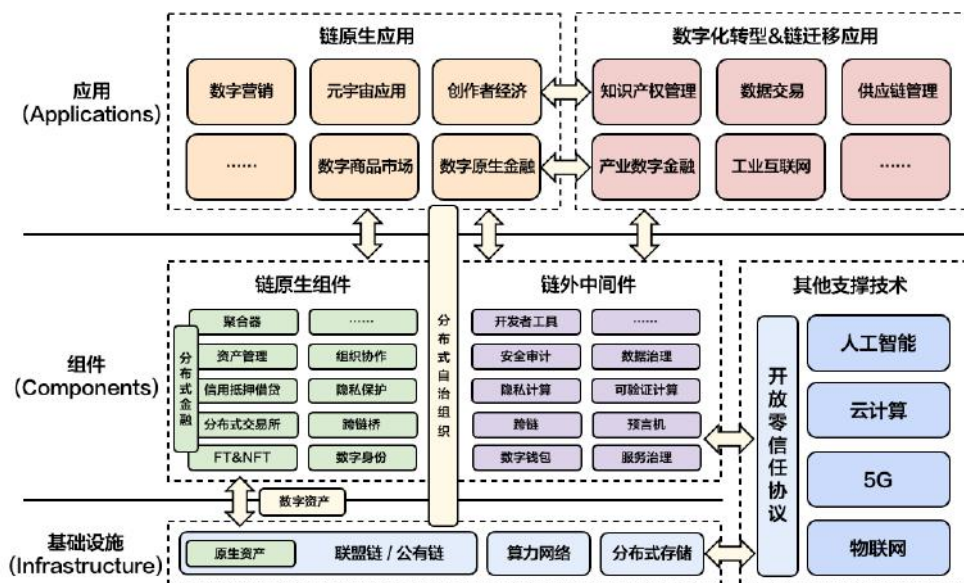 链原生应用
数字化转型&链迁移应用
应用
(Applications)
数字营销
元宇宙应用
创作者经济
知识产权管理
数据交易
供应链管理
……
数字商品市场
数字原生金融
产业数字金融
工业互联网
……
组件
(Components)
链原生组件
链外中间件
其他支撑技术
分布式金融
聚合器
……
资产管理
组织协作
信用抵押借贷
隐私保护
分布式交易所
跨链桥
FT&NFT
数字身份
分布式自治组织
开发者工具
……
安全审计
数据治理
隐私计算
可验证计算
跨链
预言机
数字钱包
服务治理
开放零信任协议
人工智能
云计算
5G
物联网
数字资产
基础设施
(Infrastructure)
原生资产
联盟链 / 公有链
算力网络
分布式存储